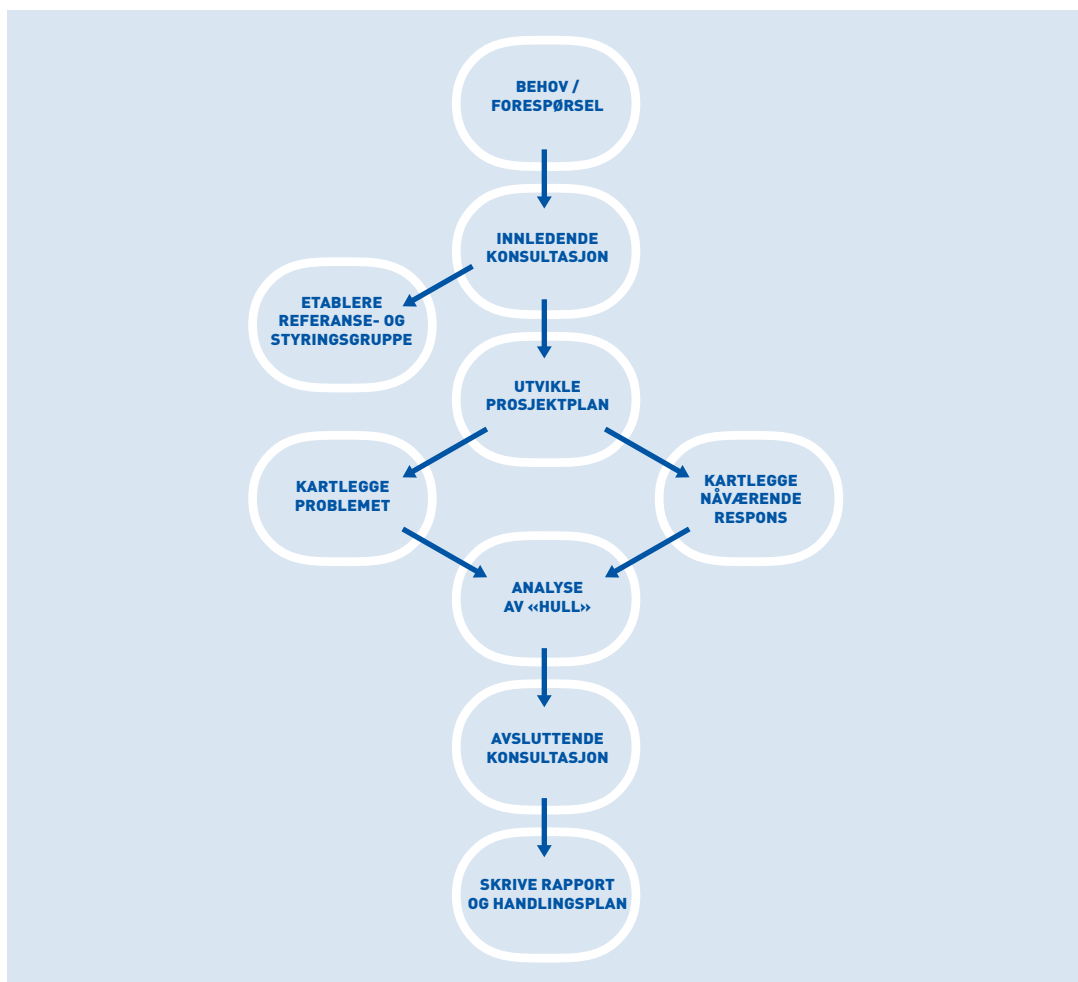 BEHOV /
FORESPØRSEL
INNLEDENDE
KONSULTASJON
ETABLERE
REFERANSE- OG
STYRINGSGRUPPE
UTVIKLE
PROSJEKTPLAN
KARTLEGGE
PROBLEMET
KARTLEGGE
NÅVÆRENDE
RESPONS
ANALYSE
AV «HULL»
AVSLUTTENDE
KONSULTASJON
SKRIVE RAPPORT
OG HANDLINGSPLAN